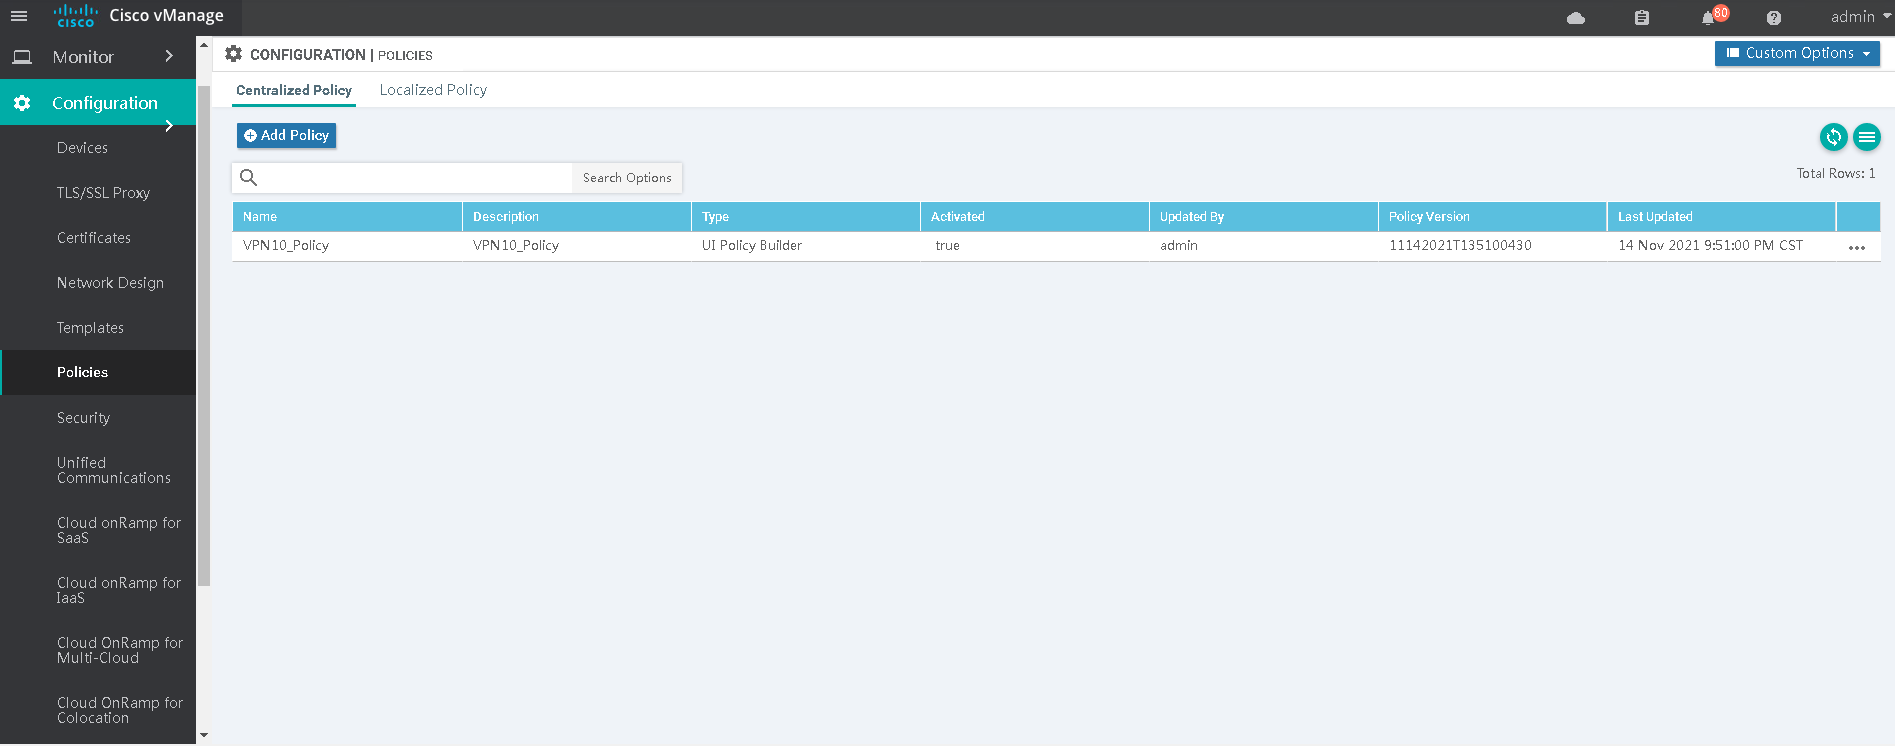 cisco Cisco vManage
80
admin
Monitor
Configuration
Devices
TLS/SSL Proxy
Certificates
Network Design
Templates
Policies
Security
Unified
Communications
Cloud onRamp for
SaaS
Cloud onRamp for
IaaS
Cloud OnRamp for
Multi-Cloud
Cloud OnRamp for
Colocation
CONFIGURATION | POLICIES
Custom Options
Centralized Policy Localized Policy
Add Policy
Search Options
Total Rows: 1
Name Description Type Activated Updated By Policy Version Last Updated
VPN10_Policy VPN10_Policy UI Policy Builder true admin 11142021T135100430 14 Nov 2021 9:51:00 PM CST